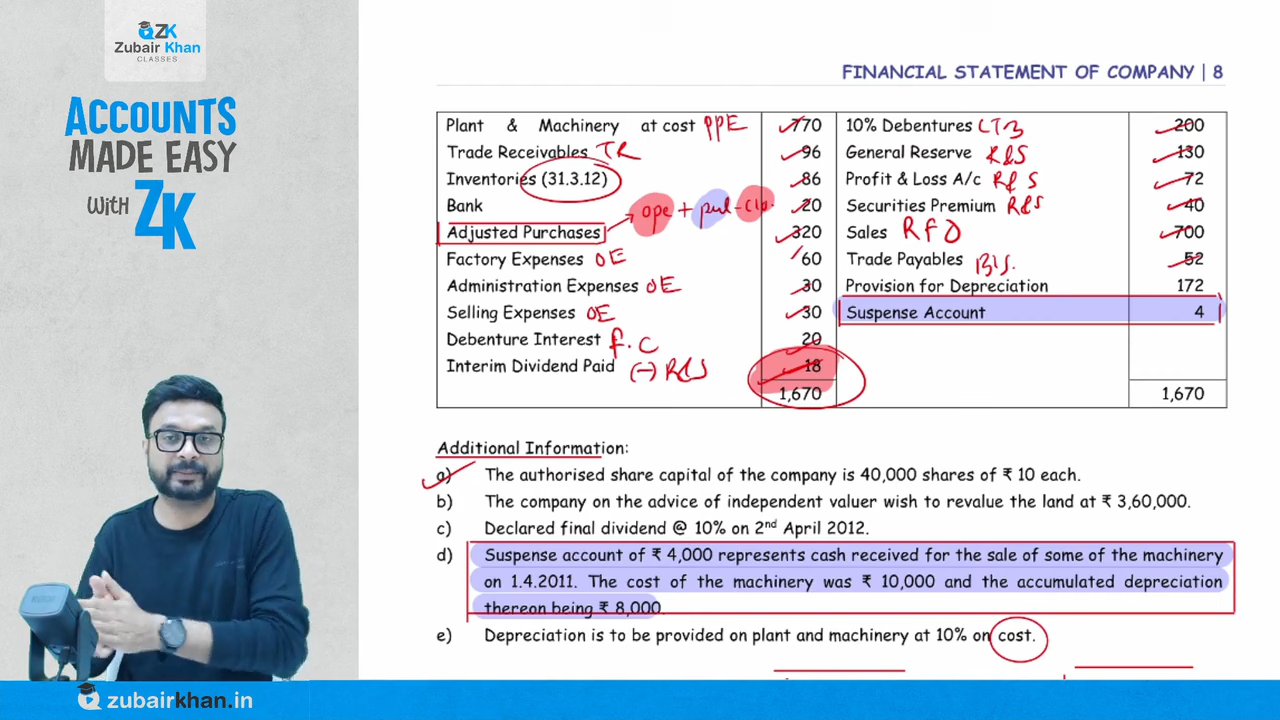 ZK
Zubair Khan
CLASSES
ACCOUNTS
MADE EASY
WITH ZK
FINANCIAL STATEMENT OF COMPANY | 8
Plant & Machinery at cost PPE 770 10% Debentures LTB 200
Trade Receivables TR 96 General Reserve R&S 130
Inventories (31.3.12) 86 Profit & Loss A/c R&S 72
Bank ope + pur - clo. 20 Securities Premium R&S 40
Adjusted Purchases 320 Sales RFO 700
Factory Expenses OE 60 Trade Payables B/S. 52
Administration Expenses OE 30 Provision for Depreciation 172
Selling Expenses OE 30 Suspense Account 4
Debenture Interest F.C 20
Interim Dividend Paid (-) R&S 18
1,670 1,670
Additional Information:
a) The authorised share capital of the company is 40,000 shares of ₹ 10 each.
b) The company on the advice of independent valuer wish to revalue the land at ₹ 3,60,000.
c) Declared final dividend @ 10% on 2nd April 2012.
d) Suspense account of ₹ 4,000 represents cash received for the sale of some of the machinery
on 1.4.2011. The cost of the machinery was ₹ 10,000 and the accumulated depreciation
thereon being ₹ 8,000.
e) Depreciation is to be provided on plant and machinery at 10% on cost.
zubairkhan.in